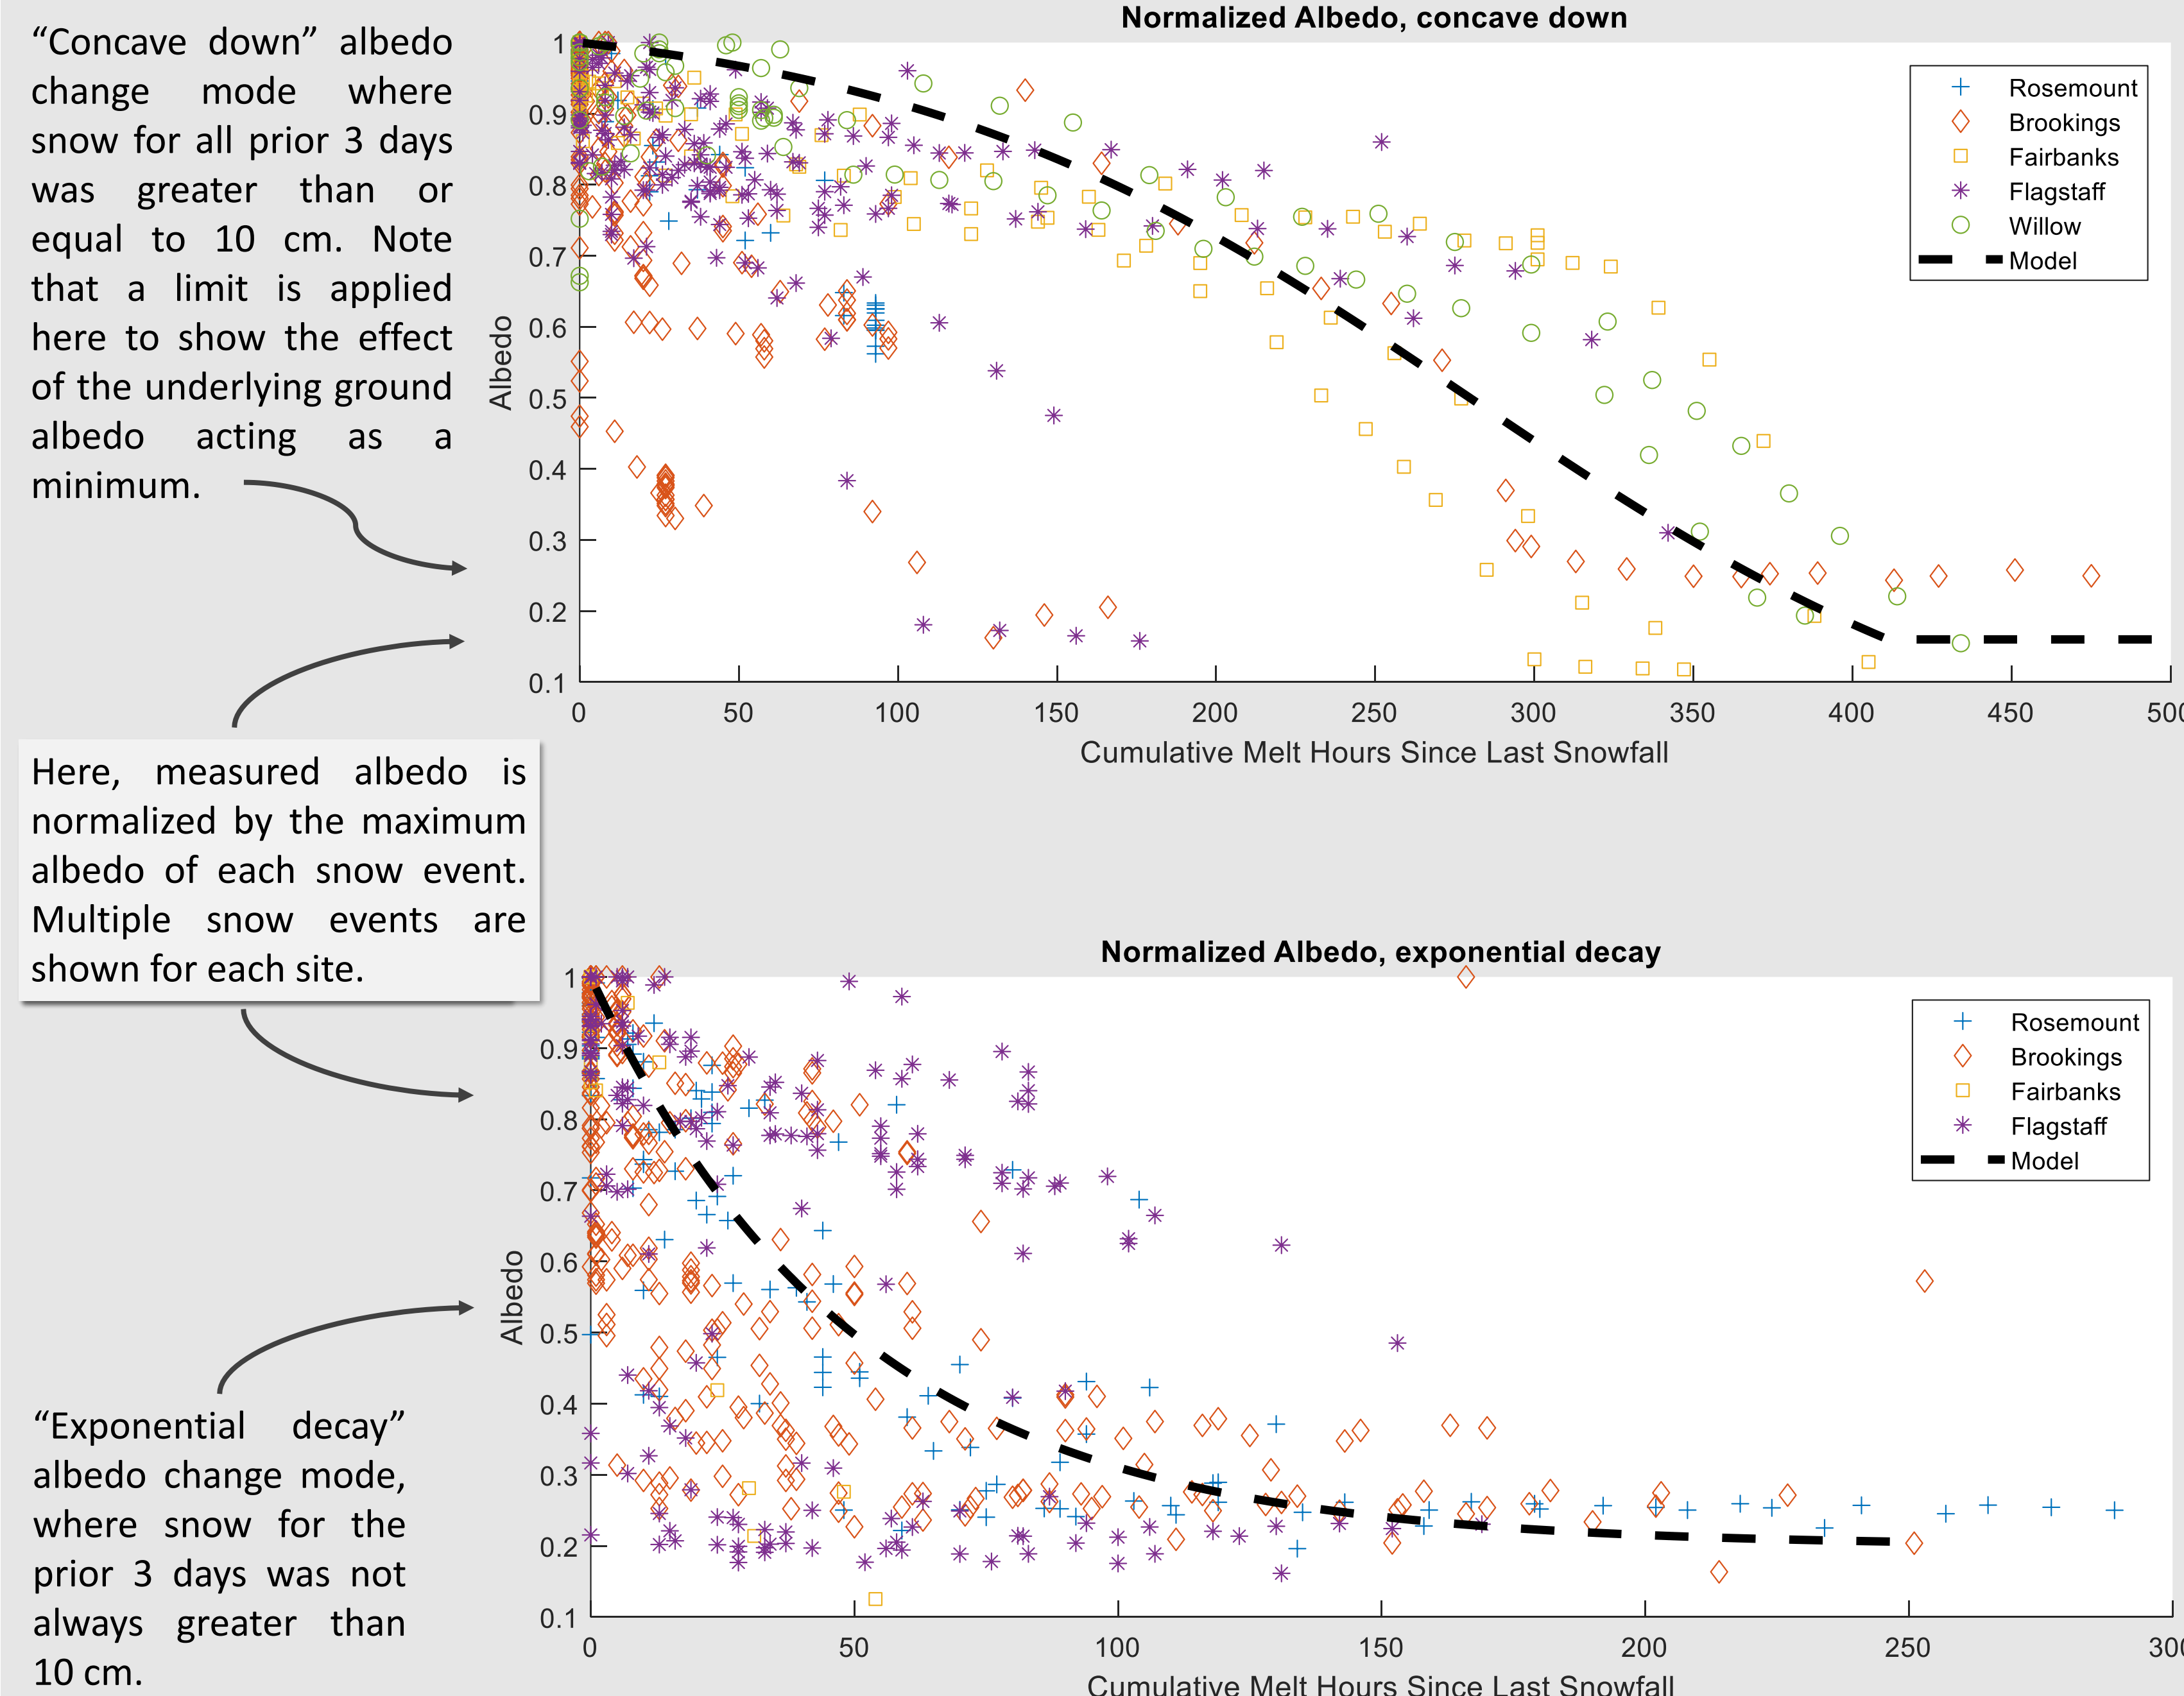 “Concave down” albedo
change mode where
snow for all prior 3 days
was greater than or
equal to 10 cm. Note
that a limit is applied
here to show the effect
of the underlying ground
albedo acting as a
minimum.
Normalized Albedo, concave down
1
0.9
0.8
0.7
0.6
0.5
0.4
0.3
0.2
0.1
Albedo
0 50 100 150 200 250 300 350 400 450 500
Cumulative Melt Hours Since Last Snowfall
Rosemount
Brookings
Fairbanks
Flagstaff
Willow
Model
Here, measured albedo is
normalized by the maximum
albedo of each snow event.
Multiple snow events are
shown for each site.
Normalized Albedo, exponential decay
1
0.9
0.8
0.7
0.6
0.5
0.4
0.3
0.2
0.1
Albedo
0 50 100 150 200 250 300
Cumulative Melt Hours Since Last Snowfall
Rosemount
Brookings
Fairbanks
Flagstaff
Model
“Exponential decay”
albedo change mode,
where snow for the
prior 3 days was not
always greater than
10 cm.